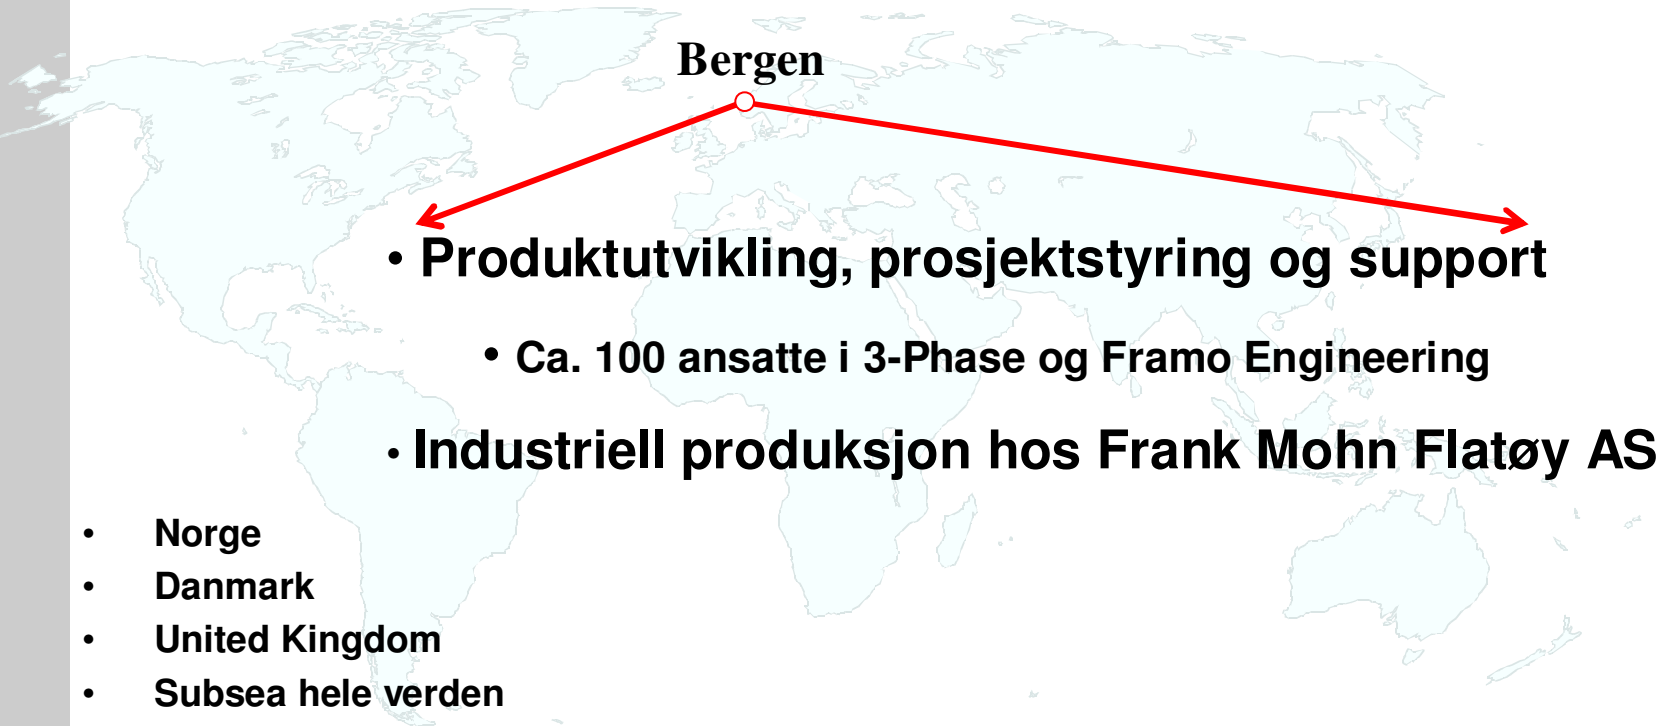 Bergen
• Produktutvikling, prosjektstyring og support
• Ca. 100 ansatte i 3-Phase og Framo Engineering
• Industriell produksjon hos Frank Mohn Flatøy AS
• Norge
• Danmark
• United Kingdom
• Subsea hele verden